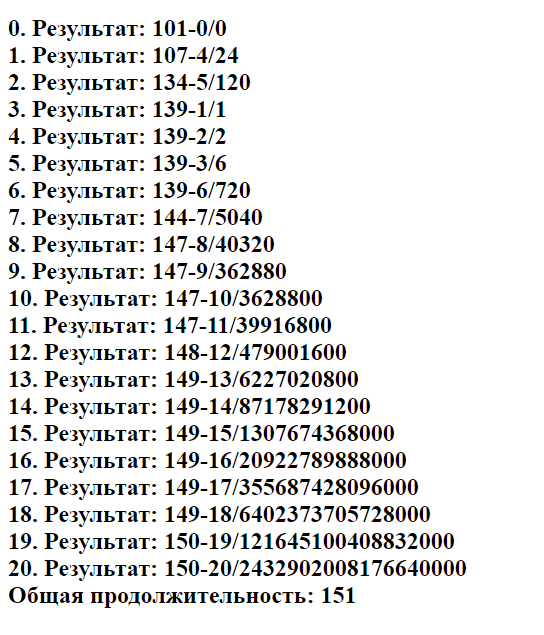 0. Результат: 101-0/0
1. Результат: 107-4/24
2. Результат: 134-5/120
3. Результат: 139-1/1
4. Результат: 139-2/2
5. Результат: 139-3/6
6. Результат: 139-6/720
7. Результат: 144-7/5040
8. Результат: 147-8/40320
9. Результат: 147-9/362880
10. Результат: 147-10/3628800
11. Результат: 147-11/39916800
12. Результат: 148-12/479001600
13. Результат: 149-13/6227020800
14. Результат: 149-14/87178291200
15. Результат: 149-15/1307674368000
16. Результат: 149-16/20922789888000
17. Результат: 149-17/355687428096000
18. Результат: 149-18/6402373705728000
19. Результат: 150-19/121645100408832000
20. Результат: 150-20/2432902008176640000
Общая продолжительность: 151